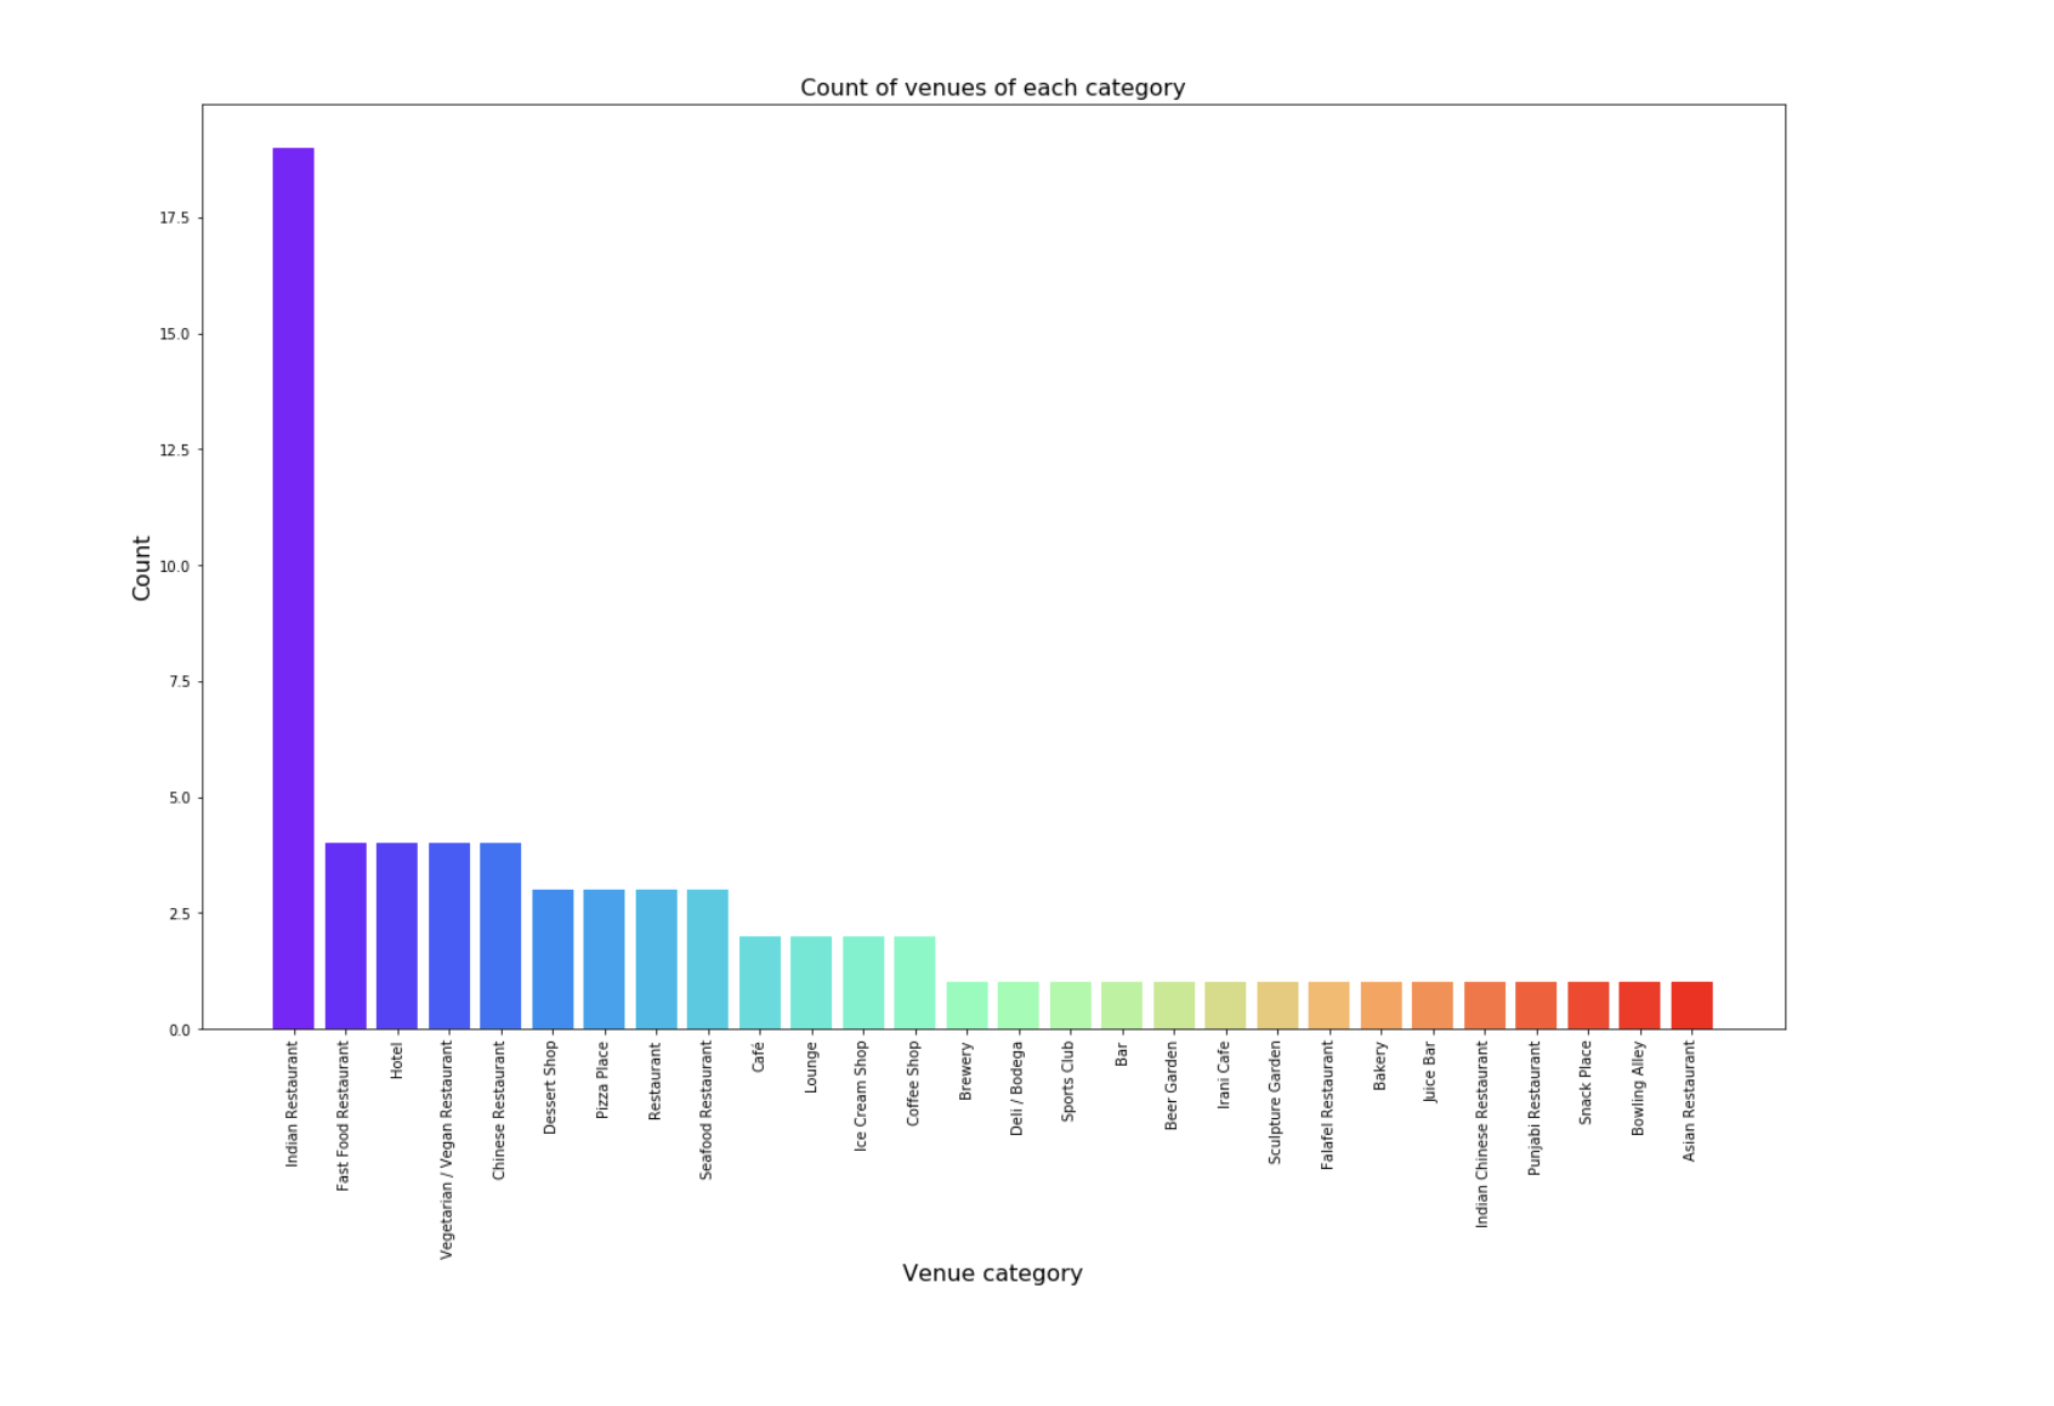 Count of venues of each category
Count
17.5
15.0
12.5
10.0
7.5
5.0
2.5
0.0
Indian Restaurant
Fast Food Restaurant
Hotel
Vegetarian / Vegan Restaurant
Chinese Restaurant
Dessert Shop
Pizza Place
Restaurant
Seafood Restaurant
Café
Lounge
Ice Cream Shop
Coffee Shop
Brewery
Deli / Bodega
Sports Club
Bar
Beer Garden
Irani Cafe
Sculpture Garden
Falafel Restaurant
Bakery
Juice Bar
Indian Chinese Restaurant
Punjabi Restaurant
Snack Place
Bowling Alley
Asian Restaurant
Venue category